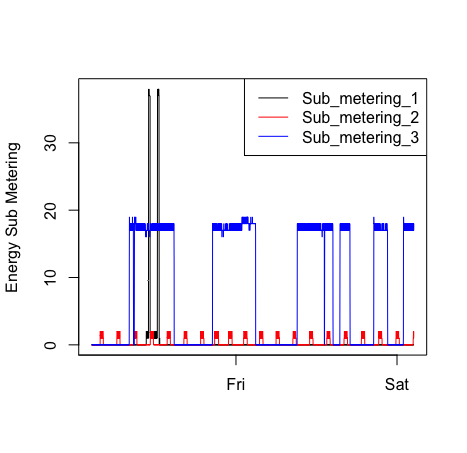 Sub_metering_1
Sub_metering_2
Sub_metering_3
Energy Sub Metering
30
20
10
0
Fri
Sat